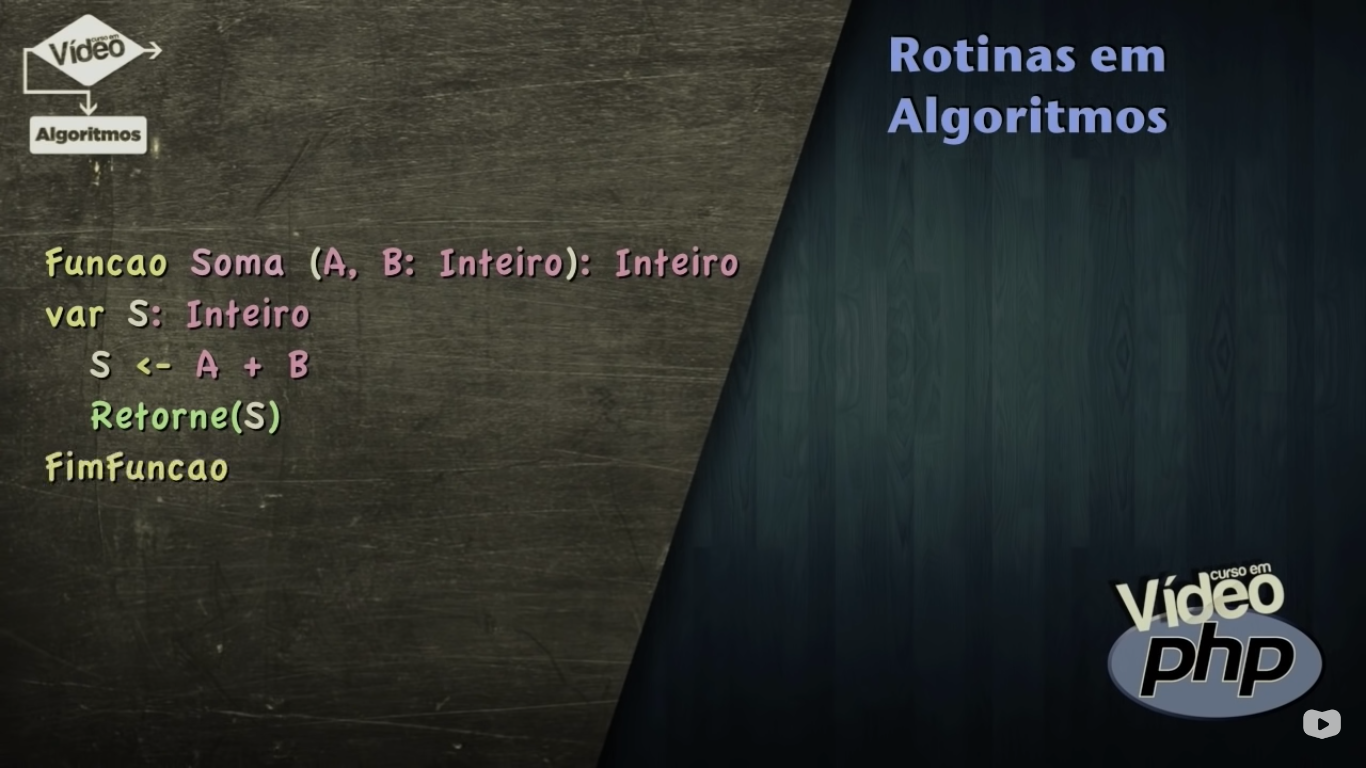 curso em
Vídeo
Algoritmos
Rotinas em
Algoritmos
Funcao Soma (A, B: Inteiro): Inteiro
var S: Inteiro
S <- A + B
Retorne(S)
FimFuncao
curso em
Vídeo
php